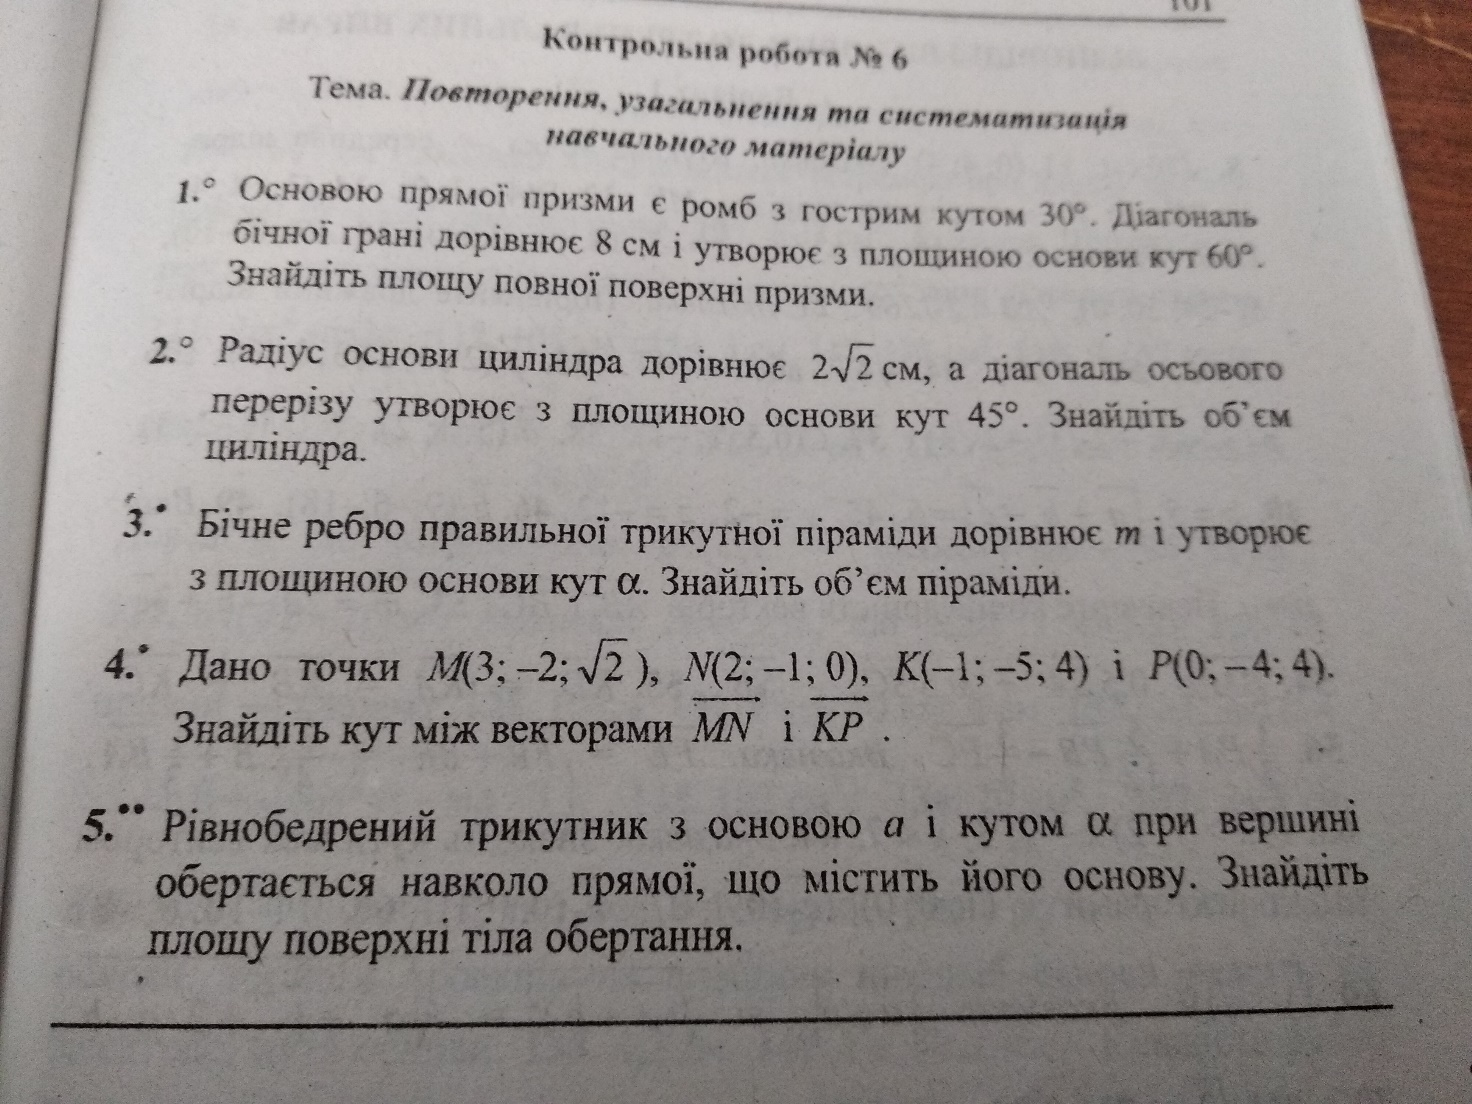 Контрольна робота № 6
Тема. Повторення, узагальнення та систематизація
навчального матеріалу
1.° Основою прямої призми є ромб з гострим кутом 30°. Діагональ
бічної грані дорівнює 8 см і утворює з площиною основи кут 60°.
Знайдіть площу повної поверхні призми.
2.° Радіус основи циліндра дорівнює 2√2 см, а діагональ осьового
перерізу утворює з площиною основи кут 45°. Знайдіть об’єм
циліндра.
3.• Бічне ребро правильної трикутної піраміди дорівнює m і утворює
з площиною основи кут α. Знайдіть об’єм піраміди.
4.• Дано точки M(3; –2; √2 ), N(2; –1; 0), K(–1; –5; 4) і P(0; –4; 4).
Знайдіть кут між векторами MN і KP .
5.•• Рівнобедрений трикутник з основою a і кутом α при вершині
обертається навколо прямої, що містить його основу. Знайдіть
площу поверхні тіла обертання.